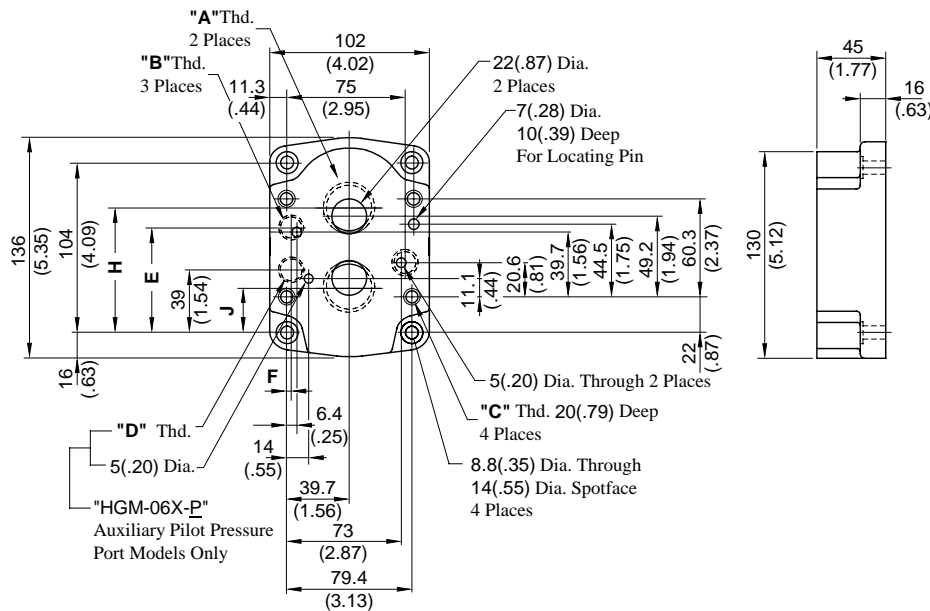 "A"Thd.
2 Places
102
(4.02)
"B"Thd.
3 Places
11.3
(.44)
75
(2.95)
22(.87) Dia.
2 Places
7(.28) Dia.
10(.39) Deep
For Locating Pin
45
(1.77)
16
(.63)
136
(5.35)
104
(4.09)
H
E
39
(1.54)
J
11.1
(.44)
20.6
(.81)
39.7
(1.56)
44.5
(1.75)
49.2
(1.94)
60.3
(2.37)
130
(5.12)
22
(.87)
16
(.63)
F
6.4
(.25)
14
(.55)
39.7
(1.56)
73
(2.87)
79.4
(3.13)
"D" Thd.
5(.20) Dia.
"HGM-06X-P"
Auxiliary Pilot Pressure
Port Models Only
5(.20) Dia. Through 2 Places
"C" Thd. 20(.79) Deep
4 Places
8.8(.35) Dia. Through
14(.55) Dia. Spotface
4 Places